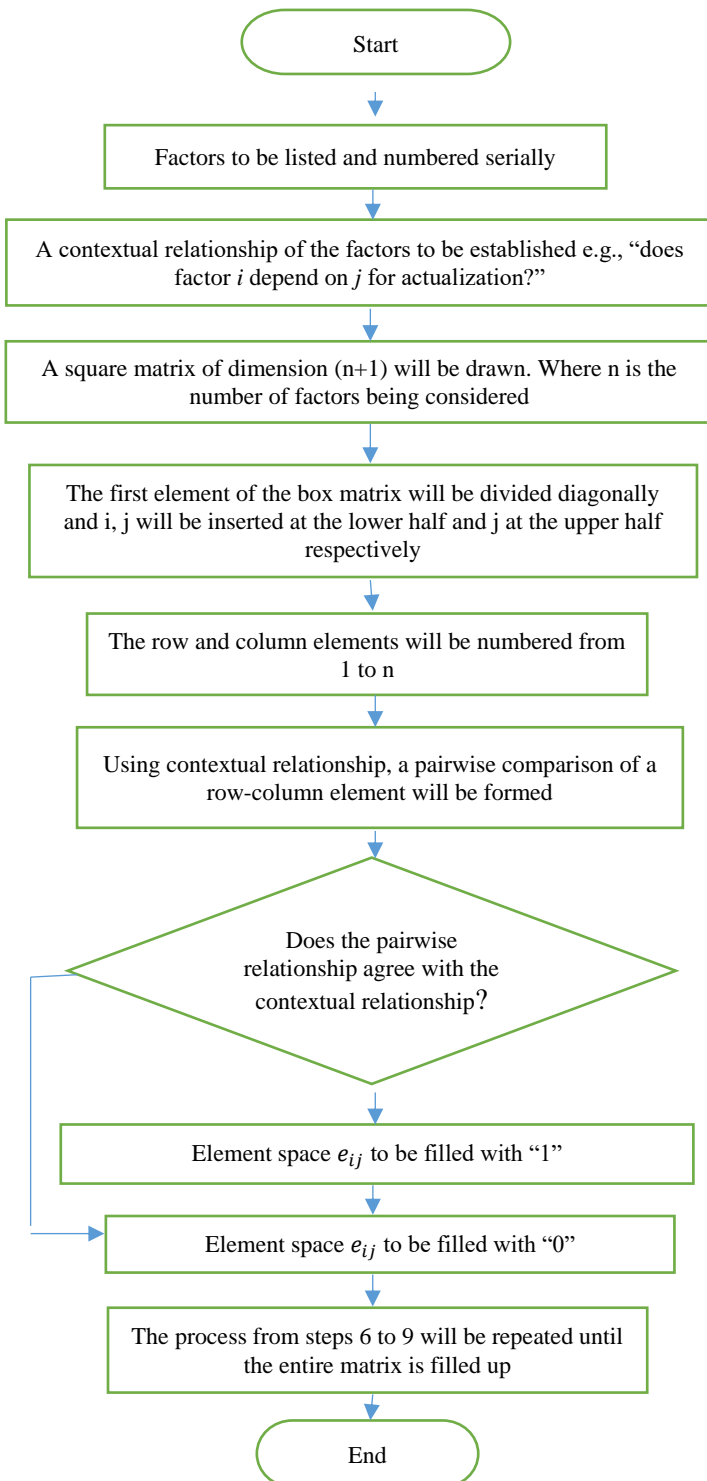 Start
Factors to be listed and numbered serially
A contextual relationship of the factors to be established e.g., “does
factor i depend on j for actualization?”
A square matrix of dimension (n+1) will be drawn. Where n is the
number of factors being considered
The first element of the box matrix will be divided diagonally
and i, j will be inserted at the lower half and j at the upper half
respectively
The row and column elements will be numbered from
1 to n
Using contextual relationship, a pairwise comparison of a
row-column element will be formed
Does the pairwise
relationship agree with the
contextual relationship?
Element space e_{ij} to be filled with “1”
Element space e_{ij} to be filled with “0”
The process from steps 6 to 9 will be repeated until
the entire matrix is filled up
End